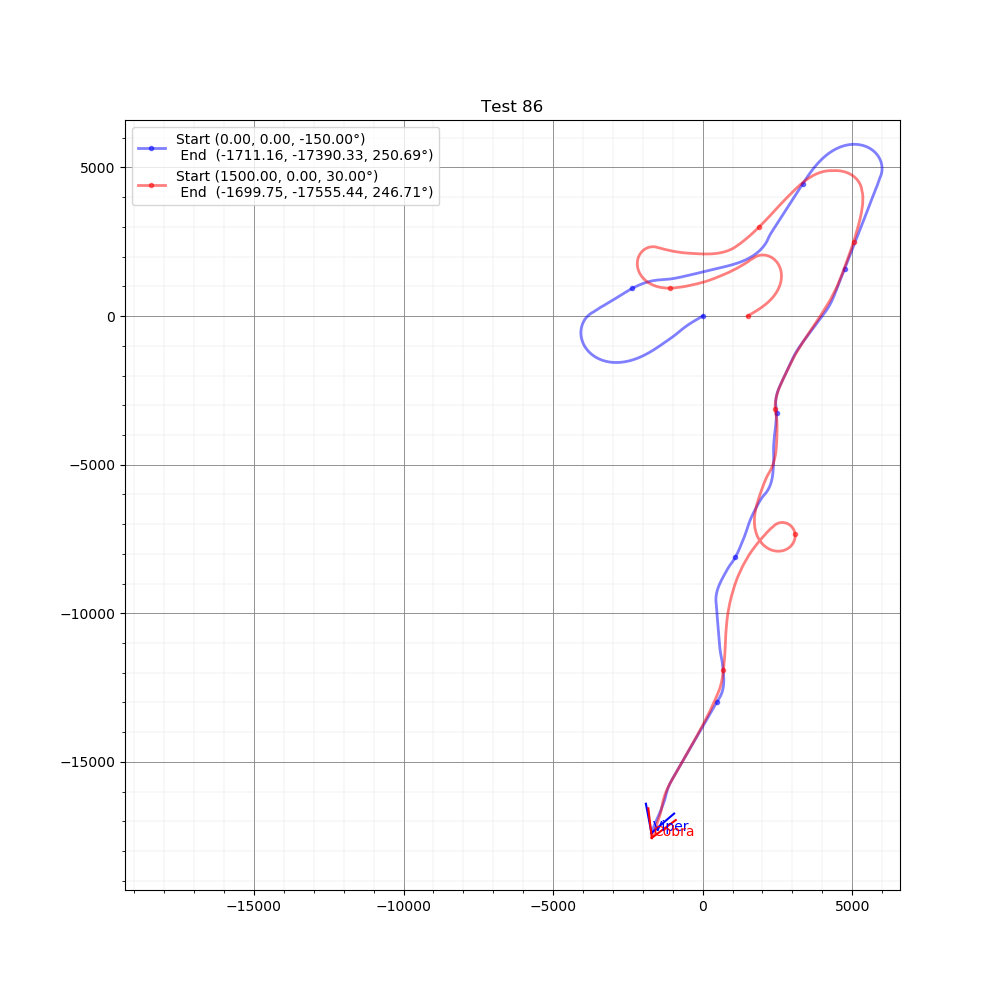 Test 86
Start (0.00, 0.00, -150.00°)
End  (-1711.16, -17390.33, 250.69°)
Start (1500.00, 0.00, 30.00°)
End  (-1699.75, -17555.44, 246.71°)
5000
0
−5000
−10000
−15000
Viper
Cobra
−15000
−10000
−5000
0
5000